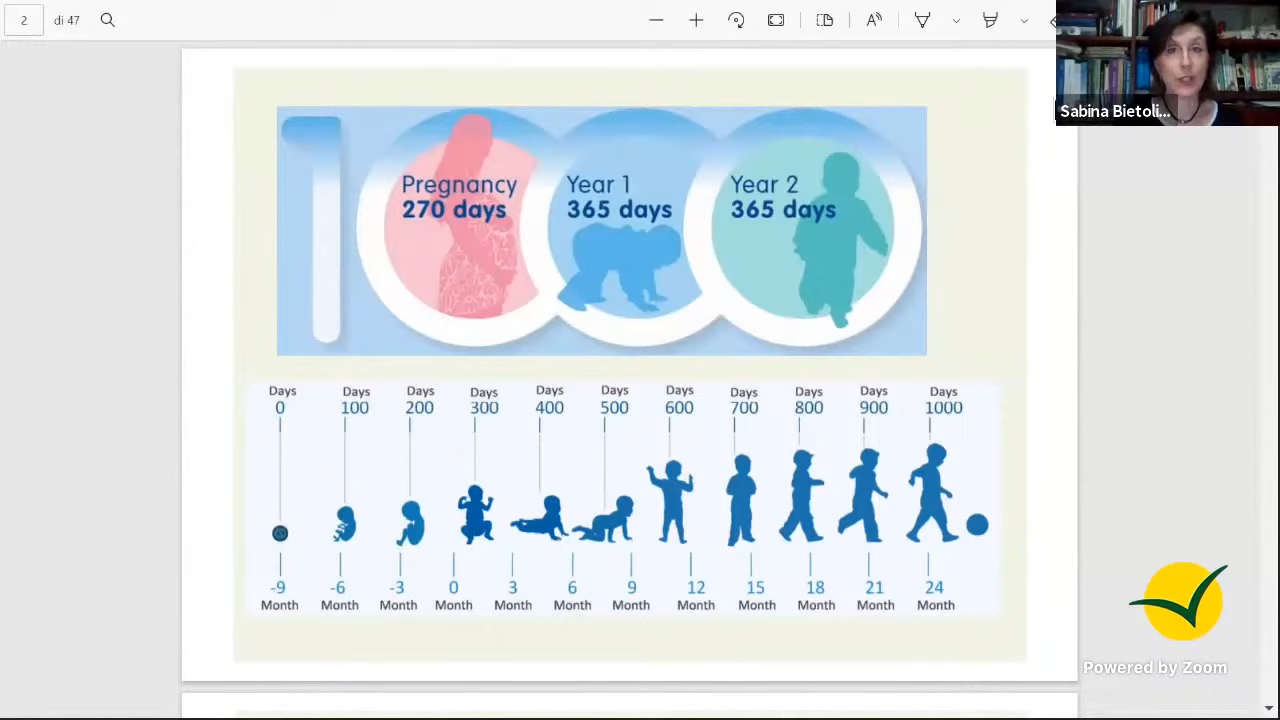 2 di 47
Sabina Bietoli...
1000
Pregnancy
270 days
Year 1
365 days
Year 2
365 days
Days Days Days Days Days Days Days Days Days Days Days
0 100 200 300 400 500 600 700 800 900 1000
-9 -6 -3 0 3 6 9 12 15 18 21 24
Month Month Month Month Month Month Month Month Month Month Month Month
Powered by Zoom